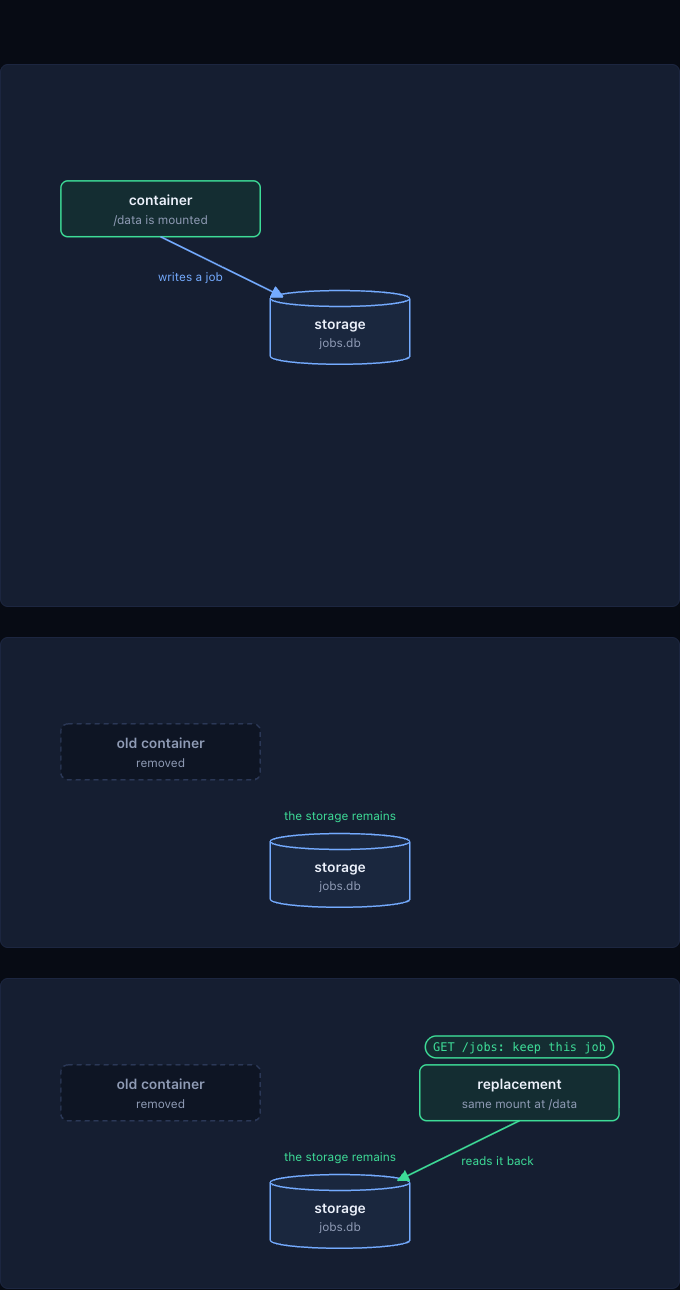 container
/data is mounted
writes a job
storage
jobs.db
old container
removed
the storage remains
storage
jobs.db
GET /jobs: keep this job
old container
removed
replacement
same mount at /data
the storage remains
reads it back
storage
jobs.db